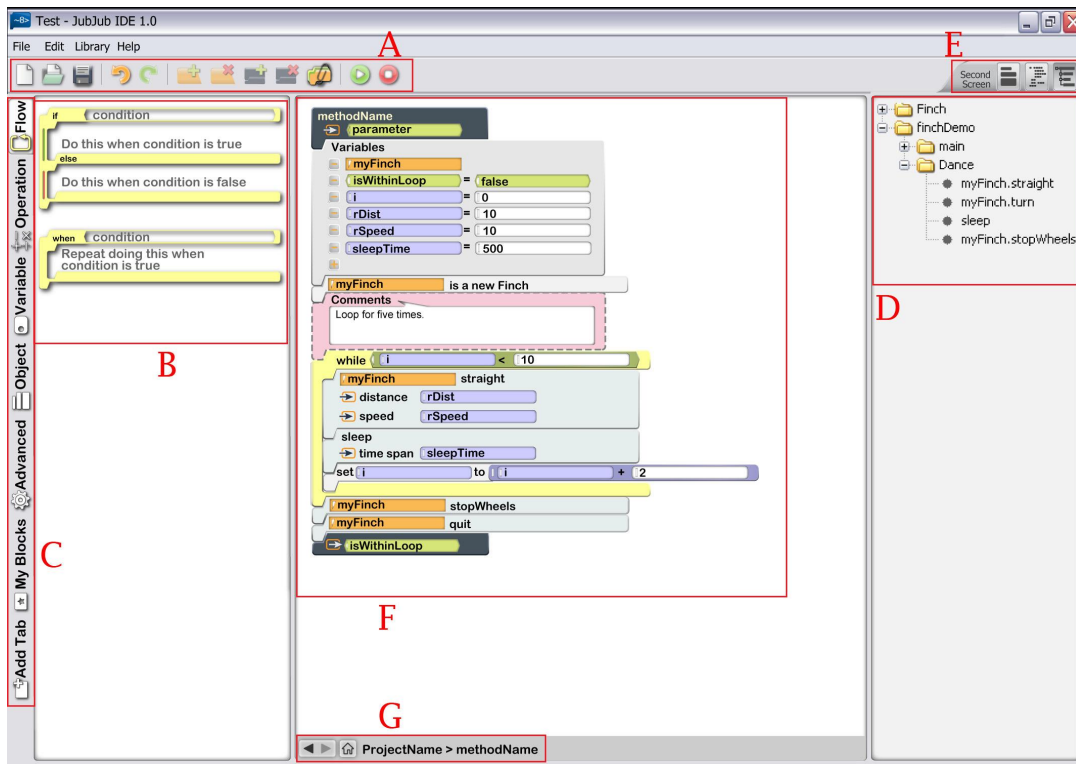 Test - JubJub IDE 1.0
File Edit Library Help
A
E
Second
Screen
Flow
Operation
Variable
Object
Advanced
My Blocks
Add Tab
C
if condition
Do this when condition is true
else
Do this when condition is false
when condition
Repeat doing this when
condition is true
B
methodName
parameter
Variables
myFinch
isWithinLoop = false
i = 0
rDist = 10
rSpeed = 10
sleepTime = 500
myFinch is a new Finch
Comments
Loop for five times.
while i < 10
myFinch straight
distance rDist
speed rSpeed
sleep
time span sleepTime
set i to i + 2
myFinch stopWheels
myFinch quit
isWithinLoop
F
G
ProjectName > methodName
Finch
finchDemo
main
Dance
myFinch.straight
myFinch.turn
sleep
myFinch.stopWheels
D